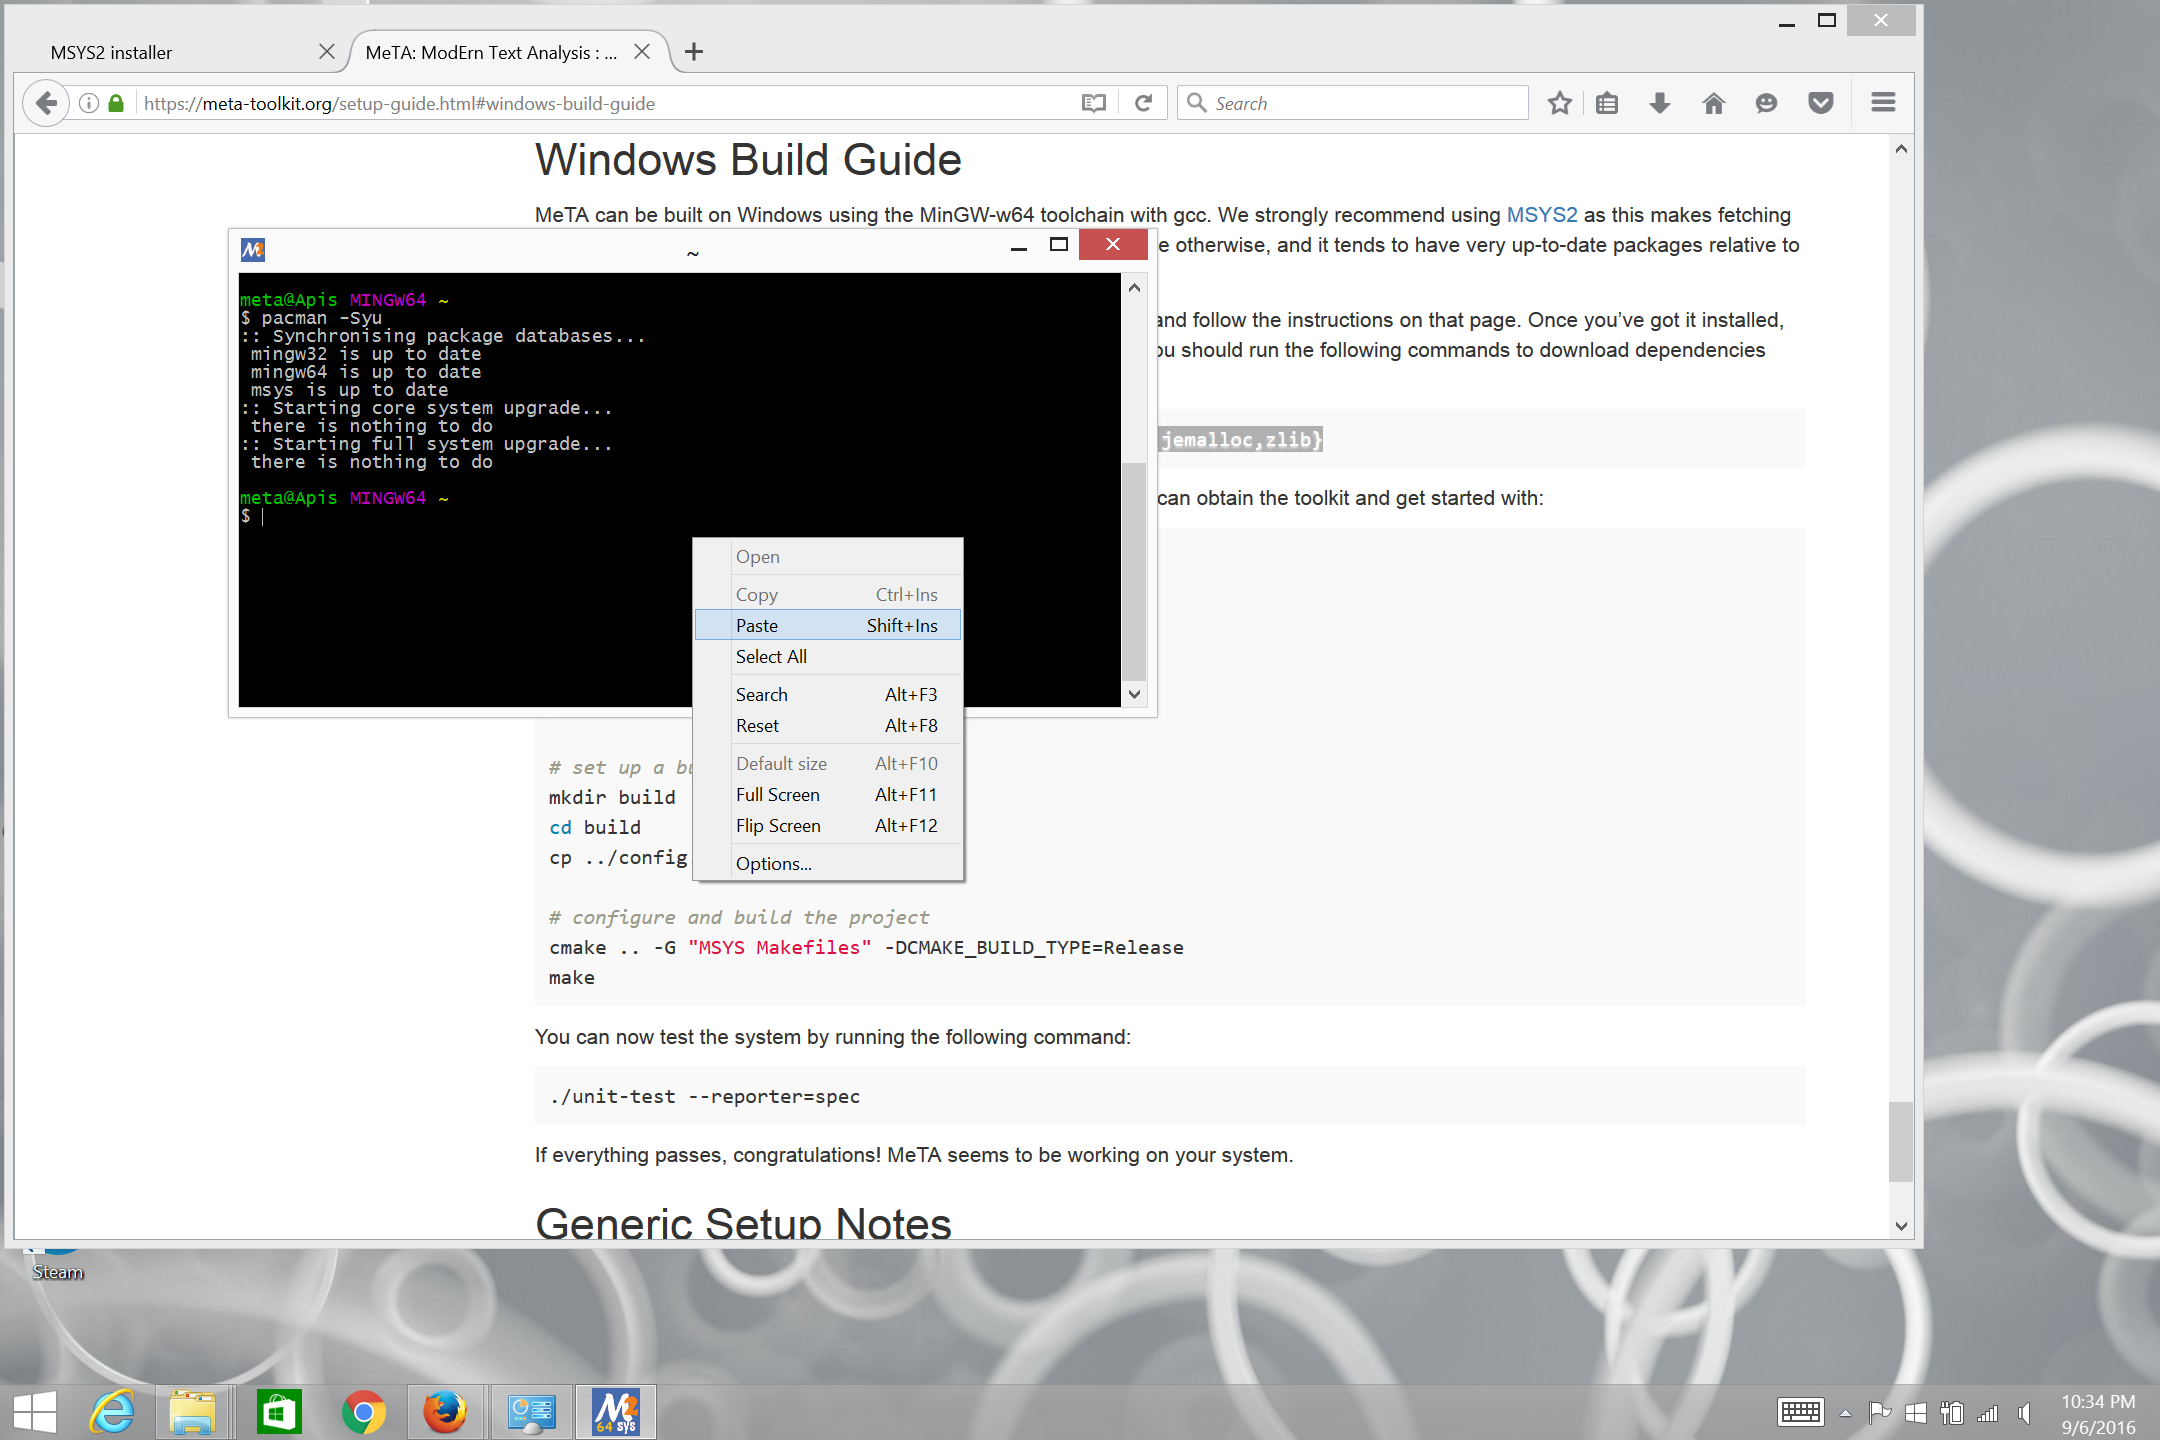 MSYS2 installer
MeTA: ModErn Text Analysis : ...
https://meta-toolkit.org/setup-guide.html#windows-build-guide
Search
Windows Build Guide
MeTA can be built on Windows using the MinGW-w64 toolchain with gcc. We strongly recommend using MSYS2 as this makes fetching
e otherwise, and it tends to have very up-to-date packages relative to
and follow the instructions on that page. Once you've got it installed,
ou should run the following commands to download dependencies
jemalloc,zlib}
can obtain the toolkit and get started with:
~
meta@Apis MINGW64 ~
$ pacman -Syu
:: Synchronising package databases...
mingw32 is up to date
mingw64 is up to date
msys is up to date
:: Starting core system upgrade...
there is nothing to do
:: Starting full system upgrade...
there is nothing to do
meta@Apis MINGW64 ~
$
Open
Copy Ctrl+Ins
Paste Shift+Ins
Select All
Search Alt+F3
Reset Alt+F8
Default size Alt+F10
Full Screen Alt+F11
Flip Screen Alt+F12
Options...
# set up a bu
mkdir build
cd build
cp ../config
# configure and build the project
cmake .. -G "MSYS Makefiles" -DCMAKE_BUILD_TYPE=Release
make
You can now test the system by running the following command:
./unit-test --reporter=spec
If everything passes, congratulations! MeTA seems to be working on your system.
Generic Setup Notes
Steam
M2
64 sys
10:34 PM
9/6/2016